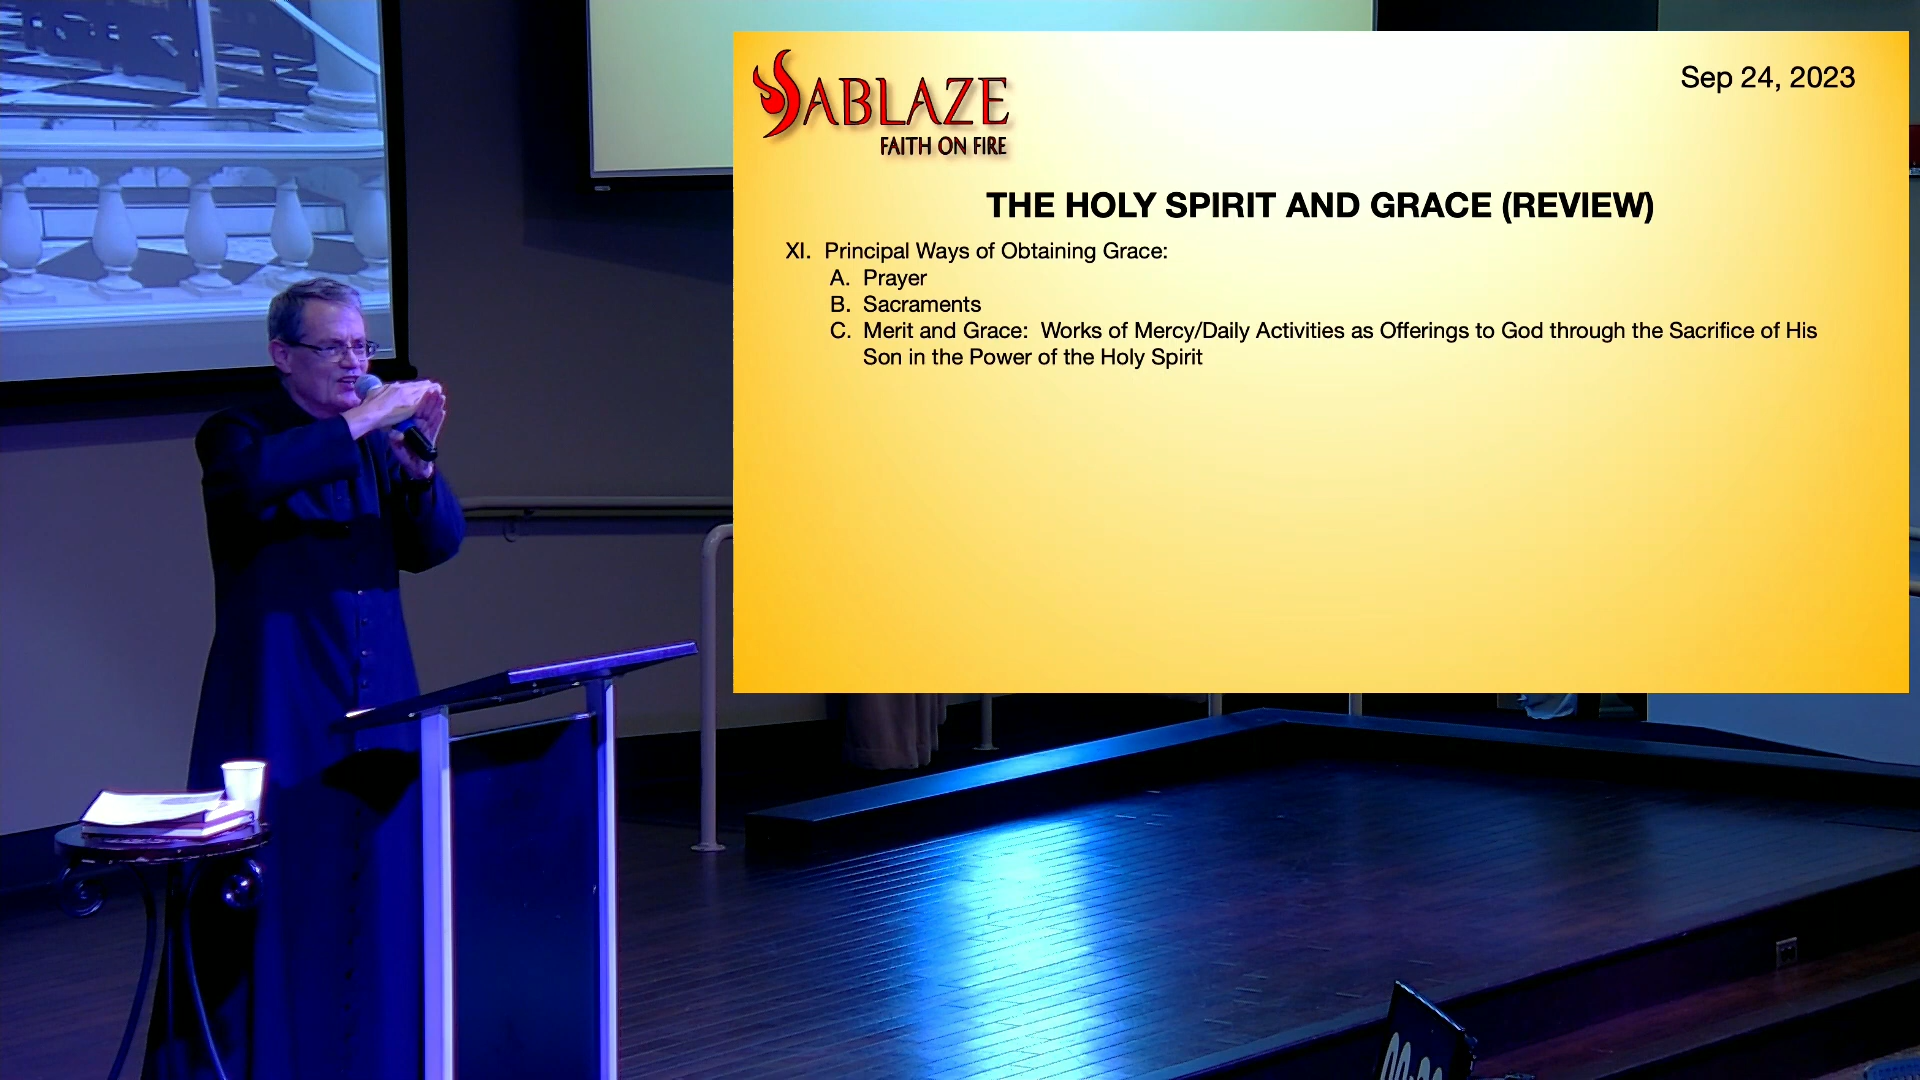 ABLAZE
FAITH ON FIRE
Sep 24, 2023
THE HOLY SPIRIT AND GRACE (REVIEW)
XI. Principal Ways of Obtaining Grace:
A. Prayer
B. Sacraments
C. Merit and Grace: Works of Mercy/Daily Activities as Offerings to God through the Sacrifice of His
Son in the Power of the Holy Spirit